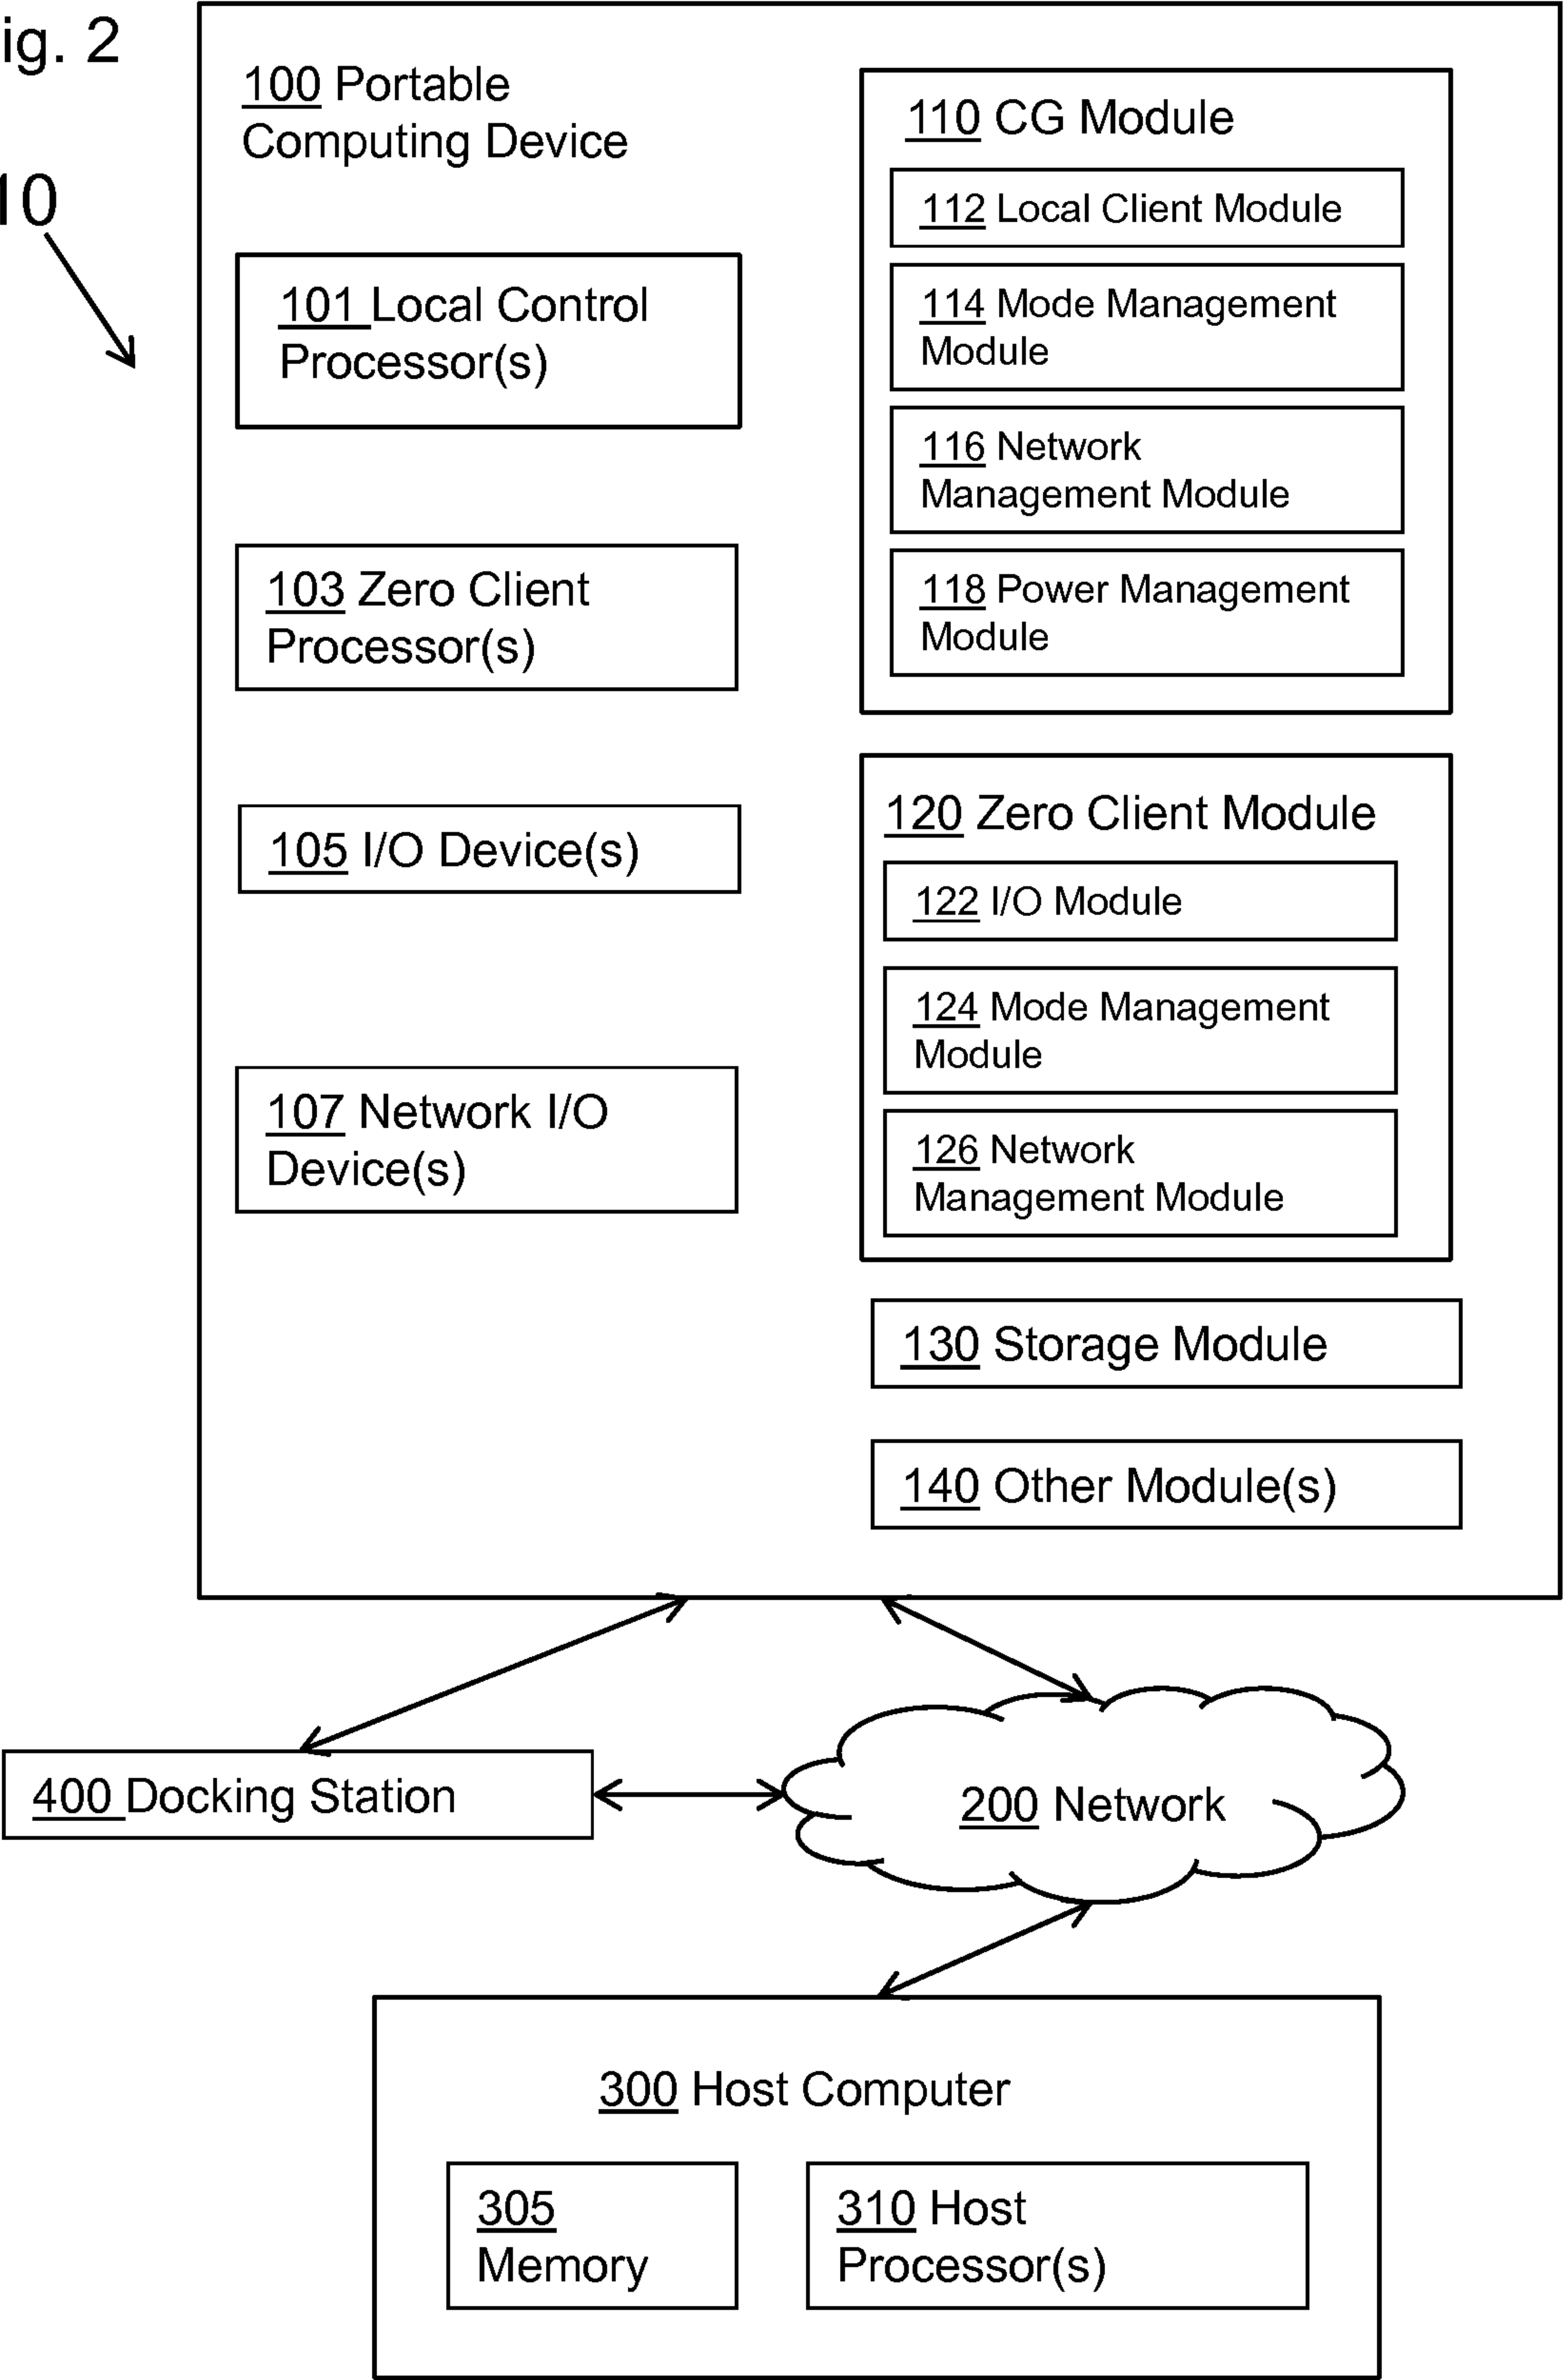 ig. 2
10
100 Portable
Computing Device
101 Local Control
Processor(s)
103 Zero Client
Processor(s)
105 I/O Device(s)
107 Network I/O
Device(s)
110 CG Module
112 Local Client Module
114 Mode Management
Module
116 Network
Management Module
118 Power Management
Module
120 Zero Client Module
122 I/O Module
124 Mode Management
Module
126 Network
Management Module
130 Storage Module
140 Other Module(s)
400 Docking Station
200 Network
300 Host Computer
305
Memory
310 Host
Processor(s)